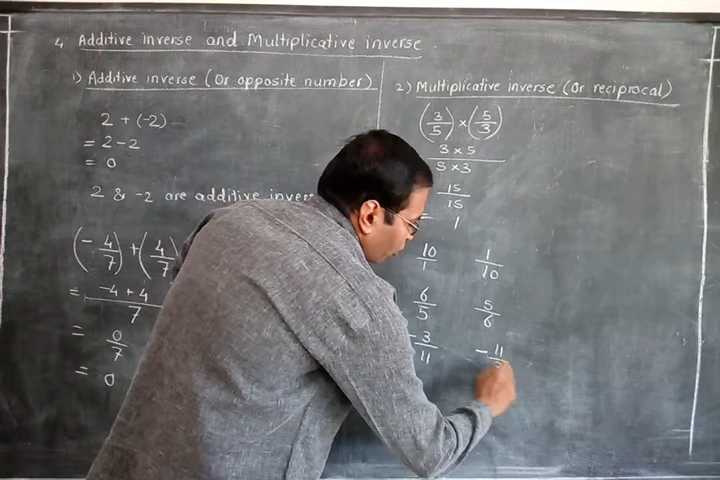 4. Additive inverse and Multiplicative inverse.
1) Additive inverse (Or opposite number)
2 + (-2)
= 2 - 2
= 0
2 & -2 are additive
(-4/7) + (4/7)
= -4 + 4 / 7
= 0/7
= 0
2) Multiplicative inverse (Or reciprocal)
(3/5) × (5/3)
3 × 5 / 5 × 3
15/15
= 1
10/1 1/10
6/5 5/6
-3/11 -11/